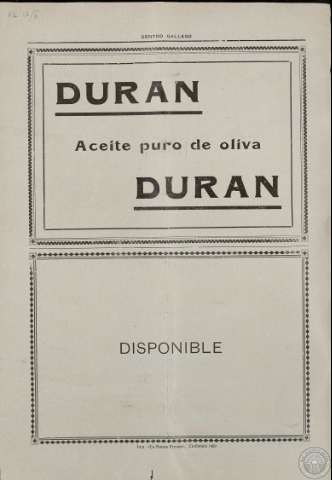 CENTRO GALLEGO
DURAN
Aceite puro de oliva
DURAN
DISPONIBLE